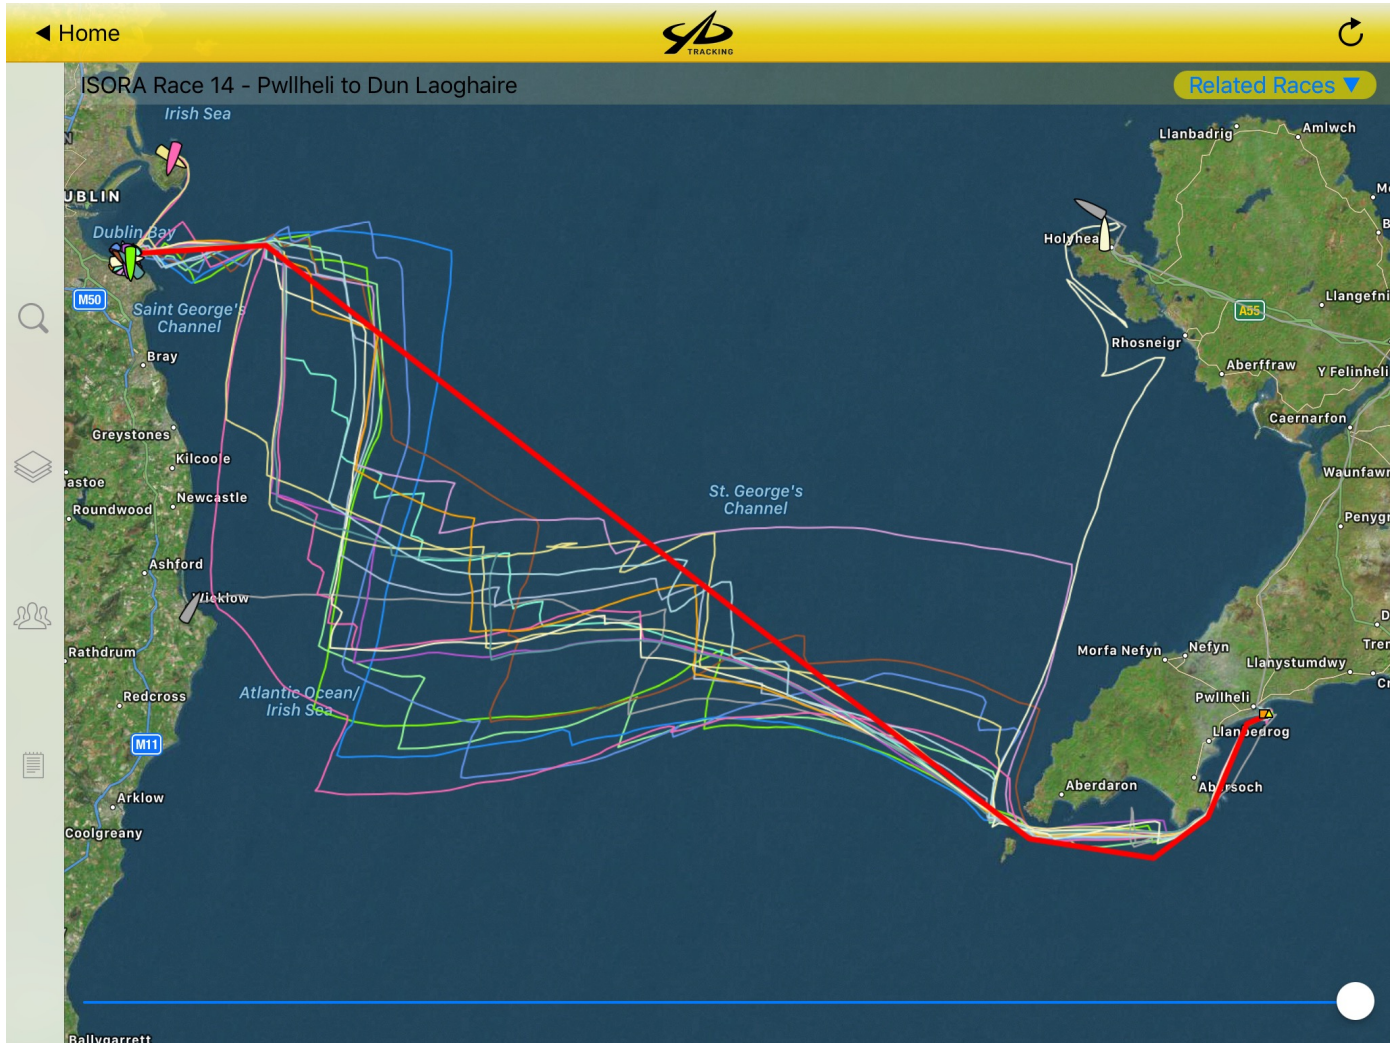 ◀ Home
TRACKING
ISORA Race 14 - Pwllheli to Dun Laoghaire
Related Races ▼
Irish Sea
Llanbadrig
Amlwch
UBLIN
Dublin Bay
Holyhea
M50
Saint George's
Channel
A55
Llangefni
Bray
Rhosneigr
Aberffraw
Y Felinheli
Caernarfon
Greystones
Kilcoole
Newcastle
astoe
Roundwood
St. George's
Channel
Waunfawr
Penygr
Ashford
Wicklow
Rathdrum
Morfa Nefyn
Nefyn
Llanystumdwy
Trer
Redcross
Atlantic Ocean/
Irish Sea
Pwllheli
Llanbedrog
M11
Arklow
Aberdaron
Abersoch
Coolgreany
Ballygarrett